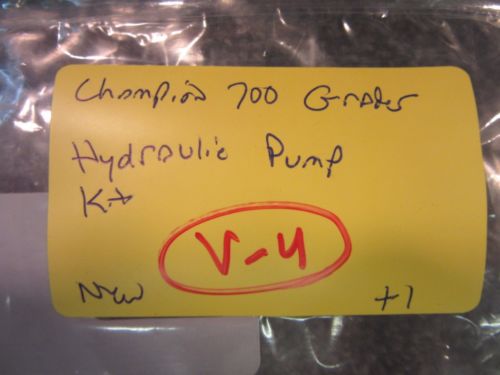 Champion 700 Grader
Hydraulic Pump
Kit
V-4
New +1